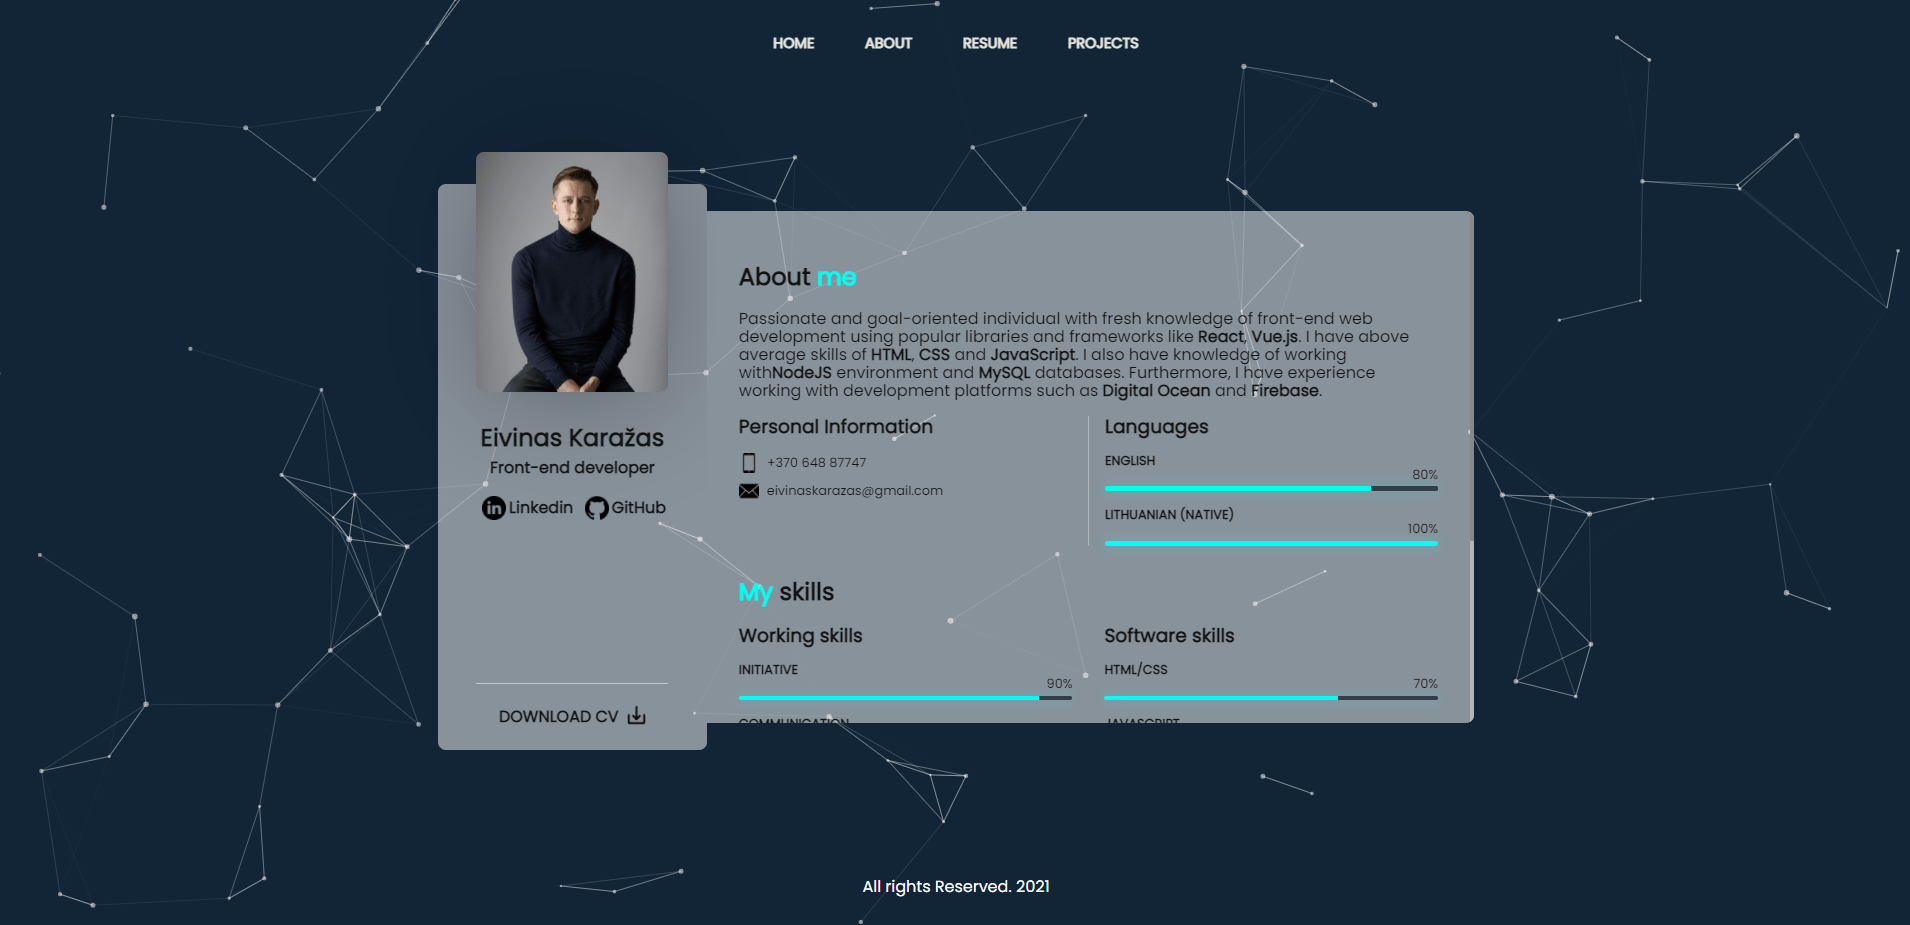 HOME ABOUT RESUME PROJECTS
Eivinas Karažas
Front-end developer
Linkedin GitHub
DOWNLOAD CV
About me
Passionate and goal-oriented individual with fresh knowledge of front-end web
development using popular libraries and frameworks like React, Vue.js. I have above
average skills of HTML, CSS and JavaScript. I also have knowledge of working
withNodeJS environment and MySQL databases. Furthermore, I have experience
working with development platforms such as Digital Ocean and Firebase.
Personal Information
+370 648 87747
eivinaskarazas@gmail.com
Languages
ENGLISH
80%
LITHUANIAN (NATIVE)
100%
My skills
Working skills
INITIATIVE
90%
COMMUNICATION
Software skills
HTML/CSS
70%
JAVASCRIPT
All rights Reserved. 2021